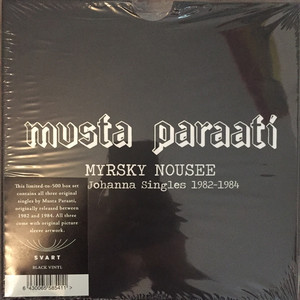 musta paraati
MYRSKY NOUSEE
Johanna Singles 1982-1984
This limited-to-500 box set
contains all three original
singles by Musta Paraati,
originally released between
1982 and 1984. All three
come with original picture
sleeve artwork.
SVART
BLACK VINYL